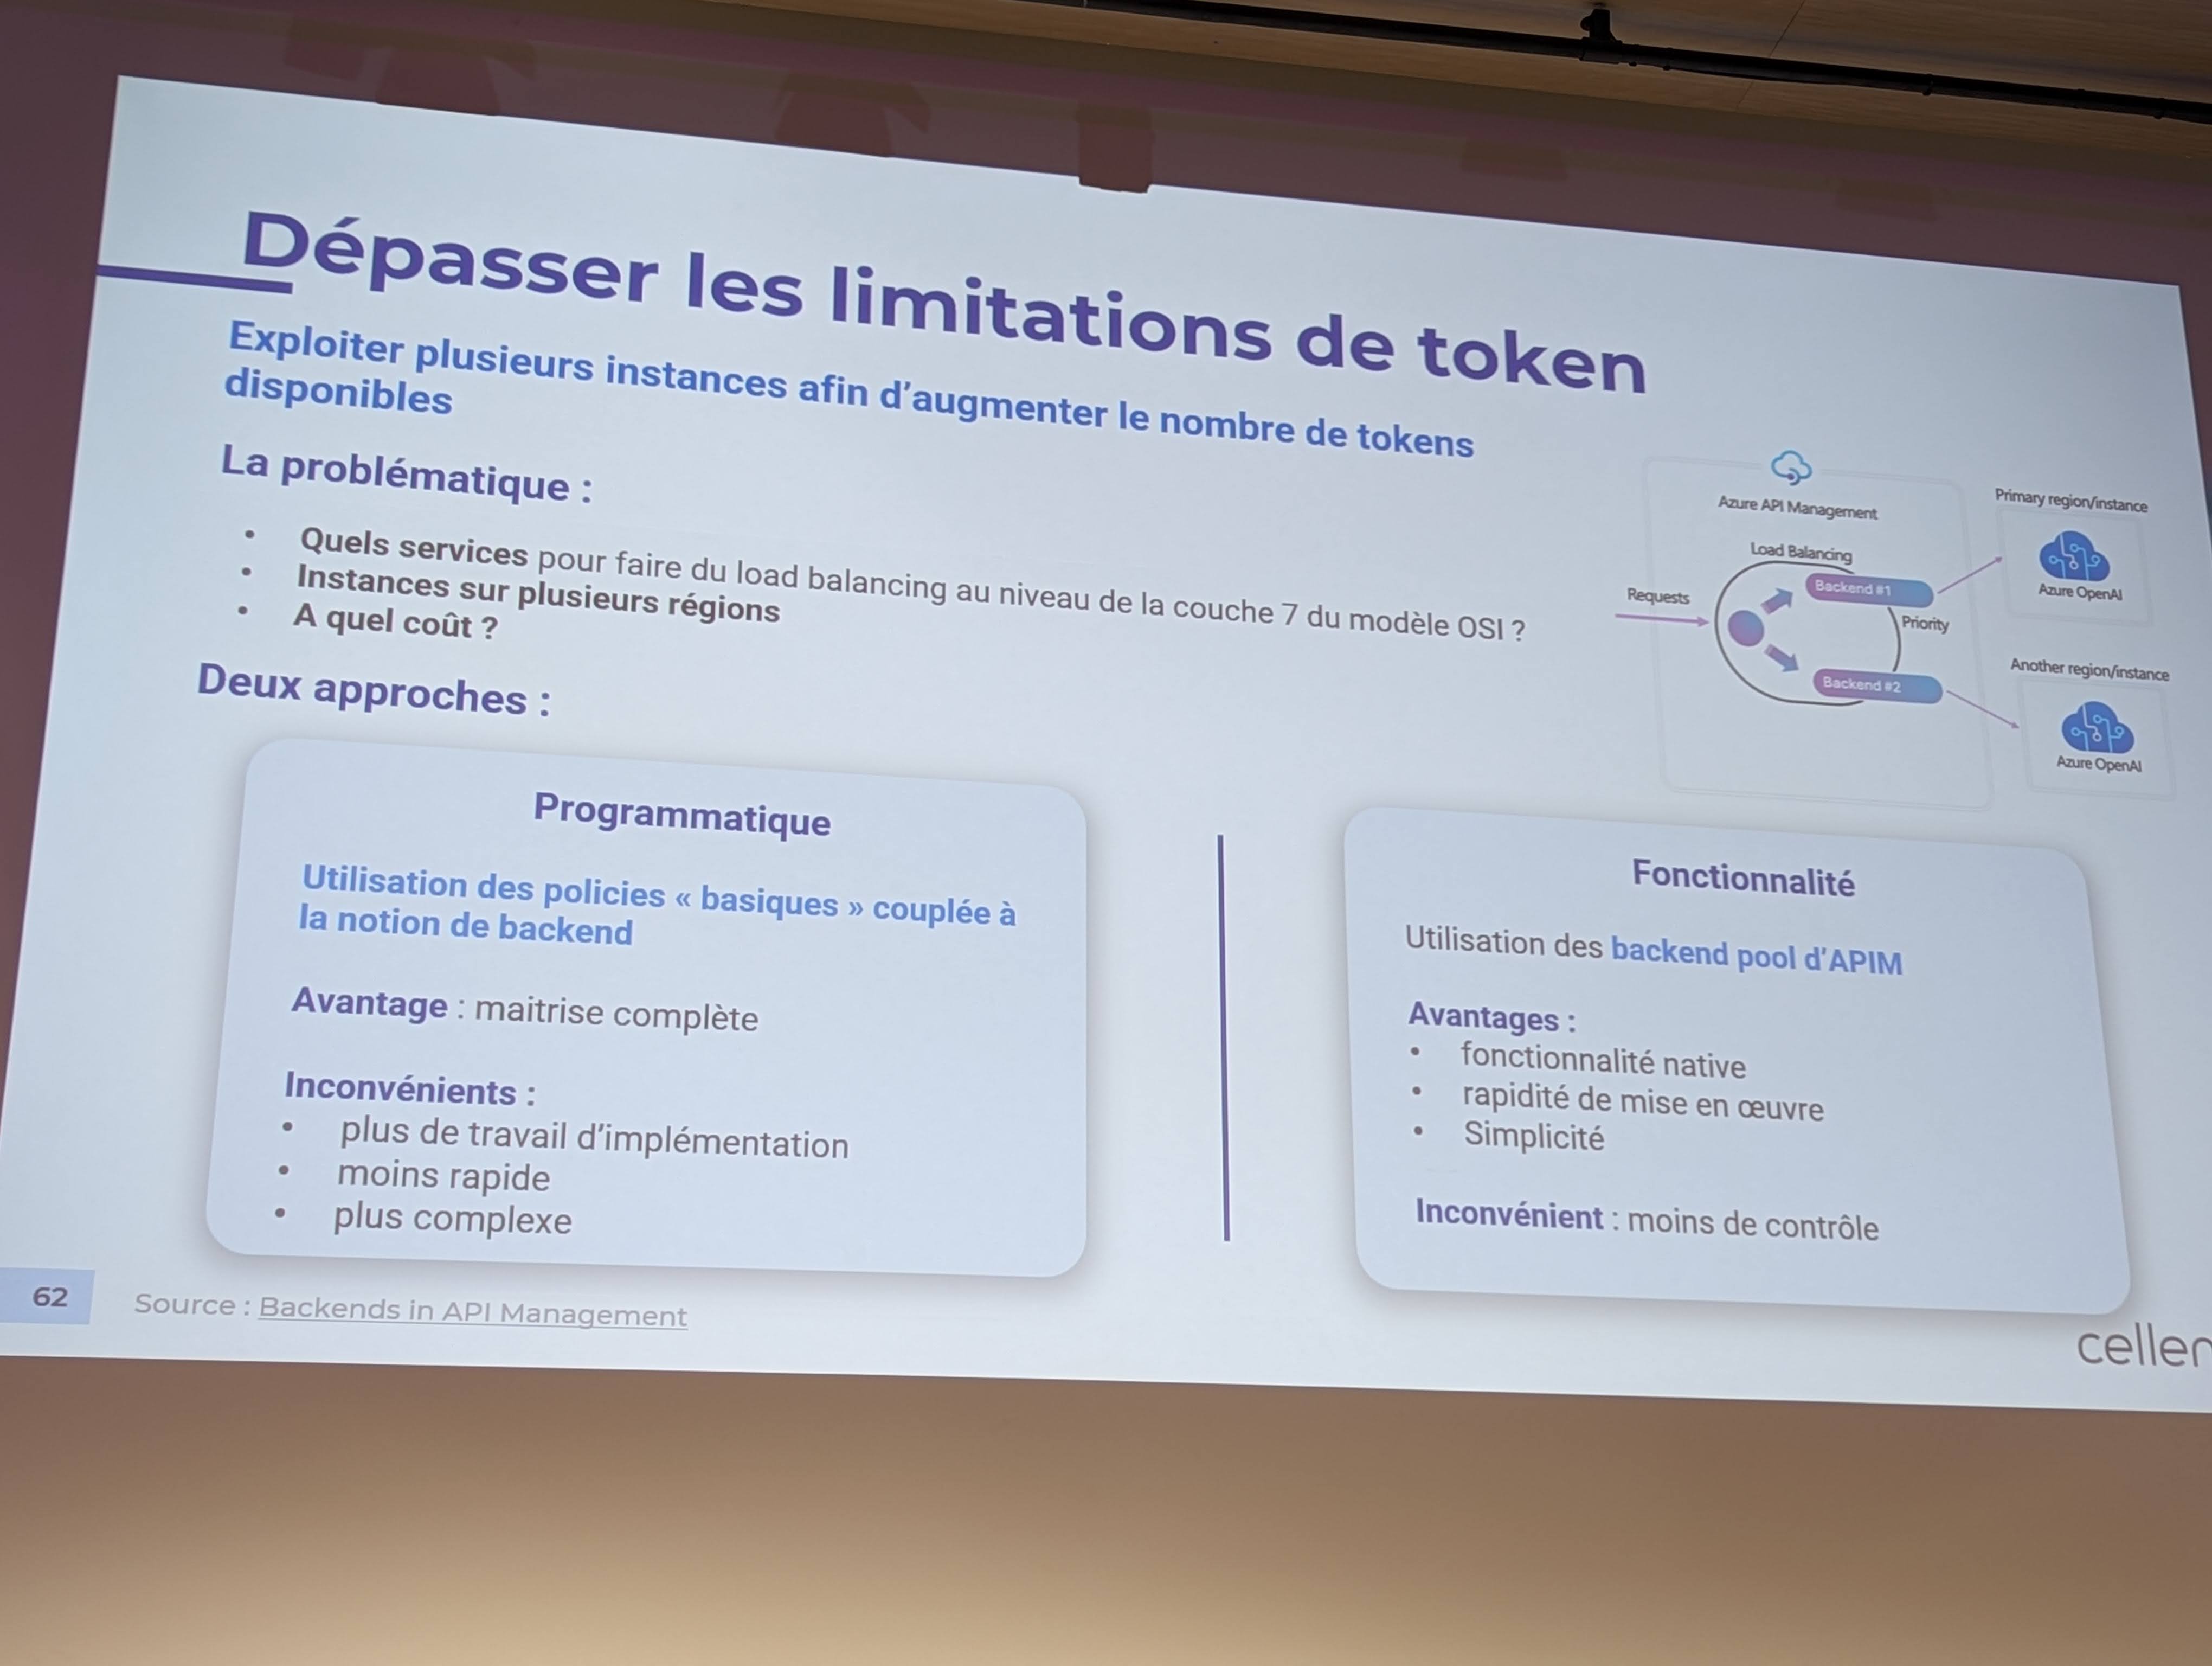 Dépasser les limitations de token
Exploiter plusieurs instances afin d'augmenter le nombre de tokens
disponibles
La problématique :
• Quels services pour faire du load balancing au niveau de la couche 7 du modèle OSI ?
• Instances sur plusieurs régions
• A quel coût ?
Azure API Management
Load Balancing
Requests
Backend #1
Priority
Backend #2
Primary region/instance
Azure OpenAI
Another region/instance
Azure OpenAI
Deux approches :
Programmatique
Utilisation des policies « basiques » couplée à
la notion de backend
Avantage : maitrise complète
Inconvénients :
• plus de travail d'implémentation
• moins rapide
• plus complexe
Fonctionnalité
Utilisation des backend pool d'APIM
Avantages :
• fonctionnalité native
• rapidité de mise en œuvre
• Simplicité
Inconvénient : moins de contrôle
62
Source : Backends in API Management